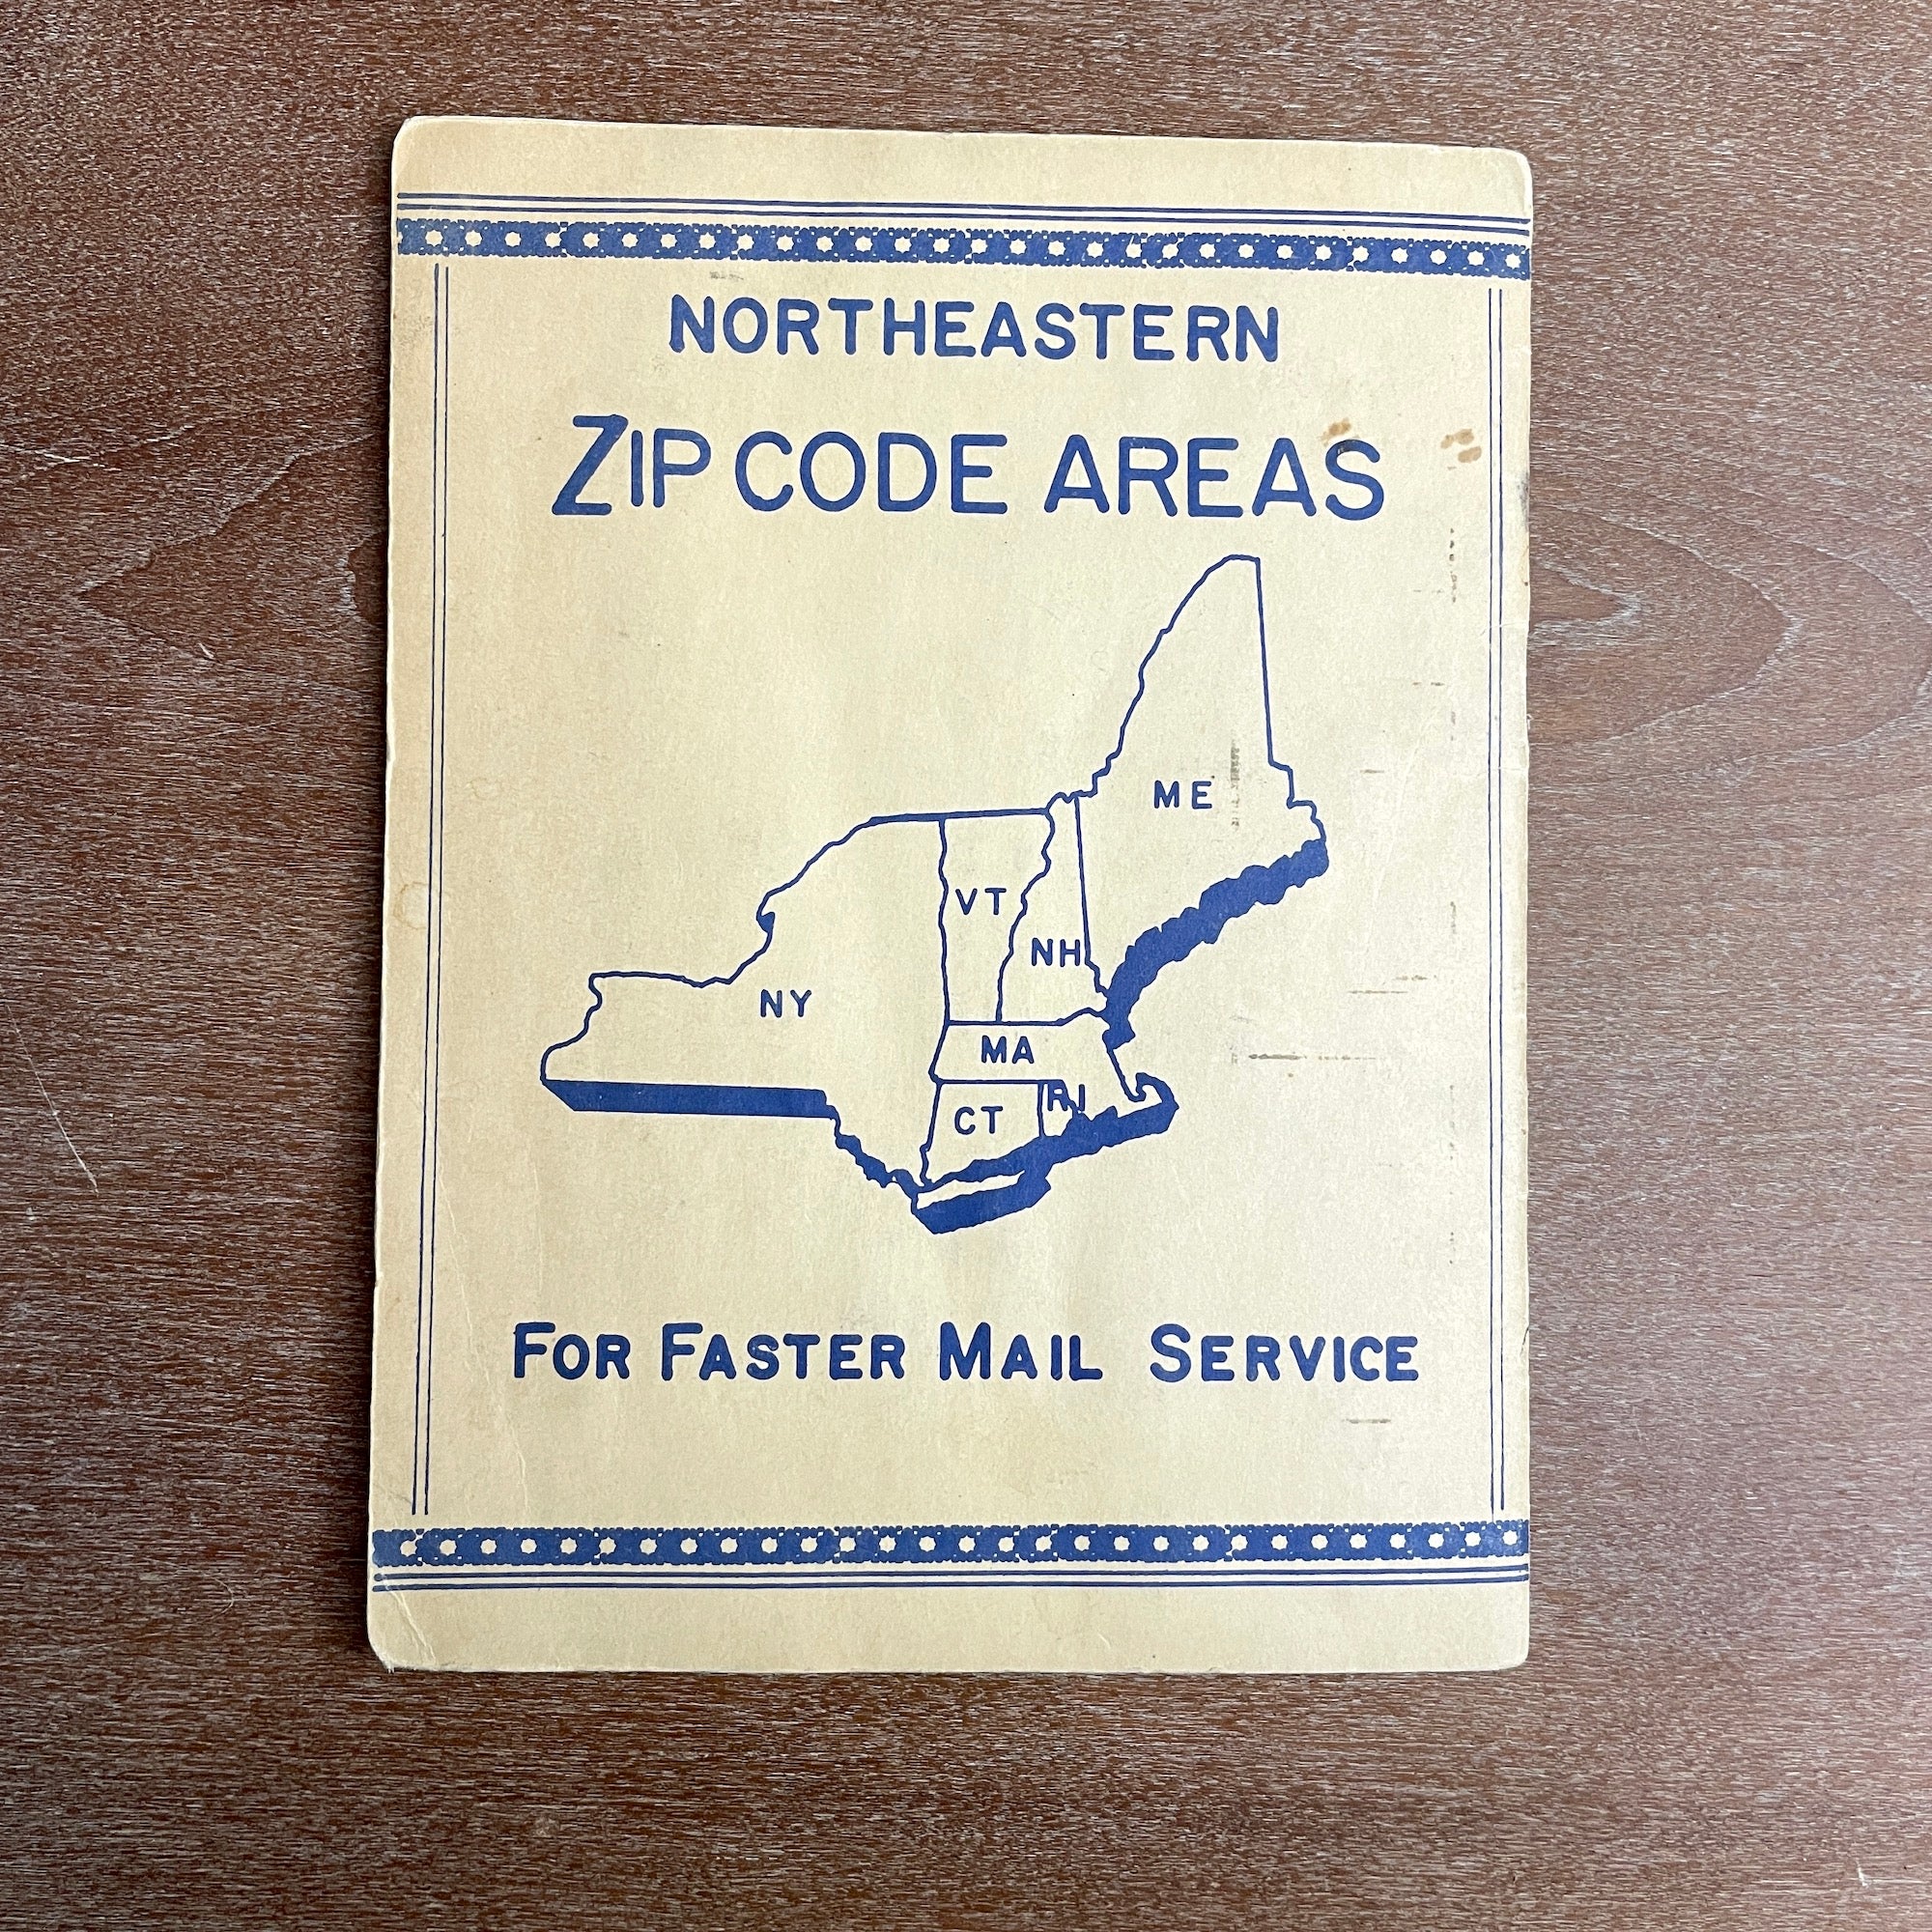 NORTHEASTERN
ZIP CODE AREAS
ME
VT
NH
NY
MA
RI
CT
FOR FASTER MAIL SERVICE